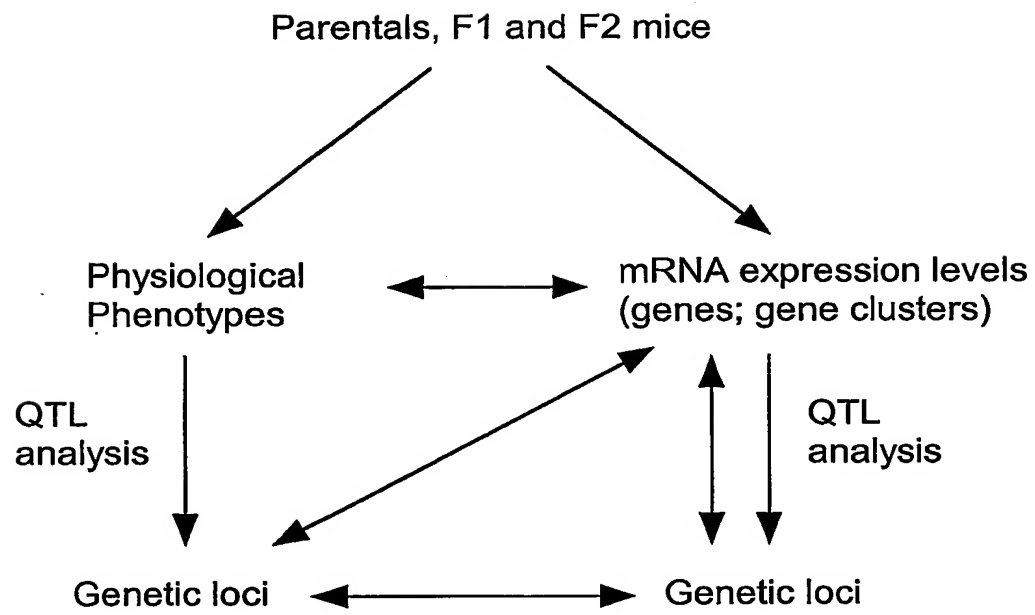 Parentals, F1 and F2 mice
Physiological
Phenotypes
mRNA expression levels
(genes; gene clusters)
QTL
analysis
QTL
analysis
Genetic loci
Genetic loci